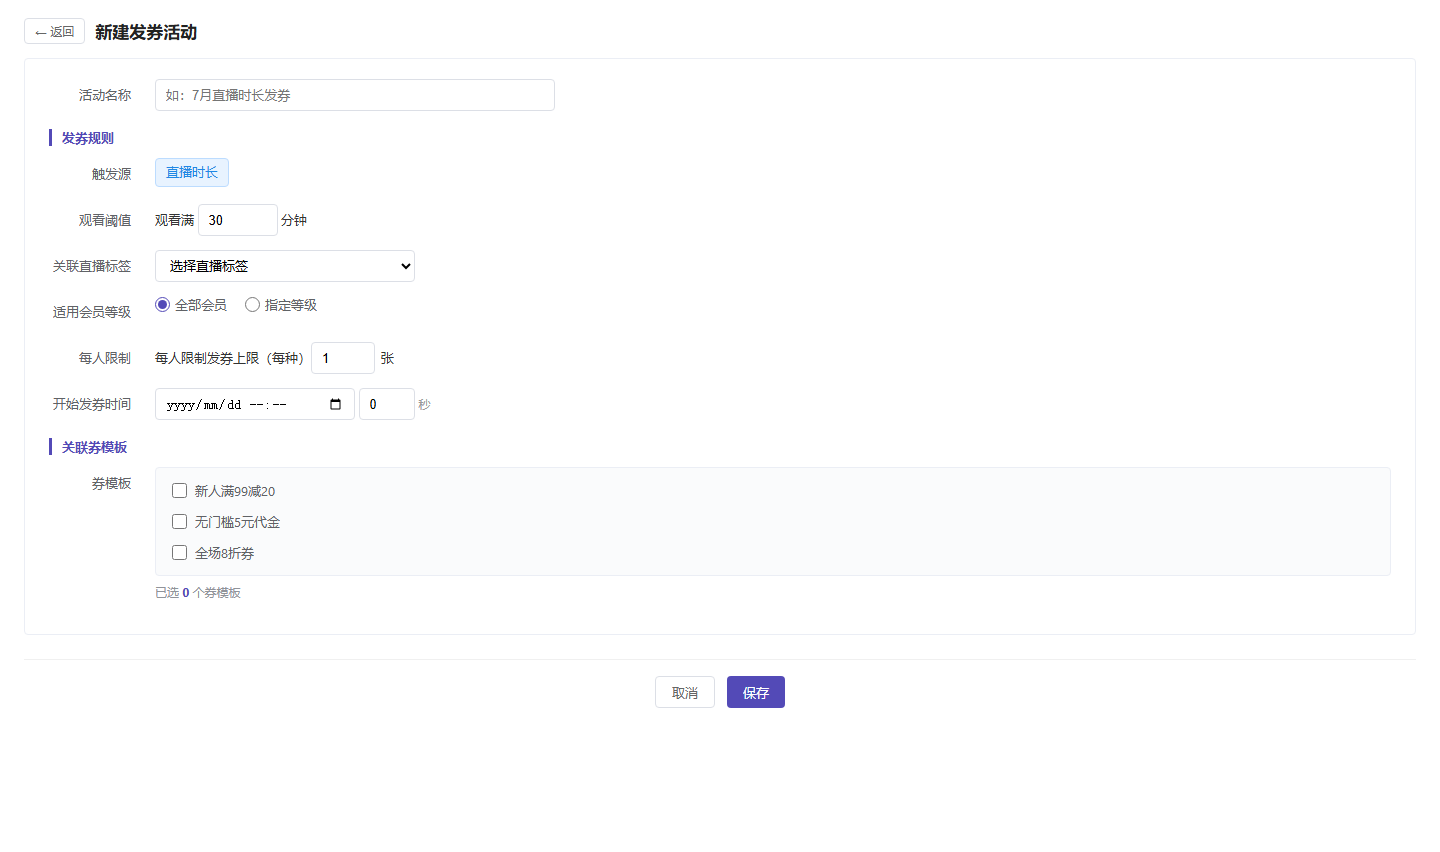 ←返回 新建发券活动
活动名称 如：7月直播时长发券
发券规则
触发源 直播时长
观看阈值 观看满 30 分钟
关联直播标签 选择直播标签
适用会员等级 全部会员 指定等级
每人限制 每人限制发券上限（每种） 1 张
开始发券时间 yyyy/mm/dd --:-- 0 秒
关联券模板
券模板 新人满99减20
无门槛5元代金
全场8折券
已选 0 个券模板
取消 保存